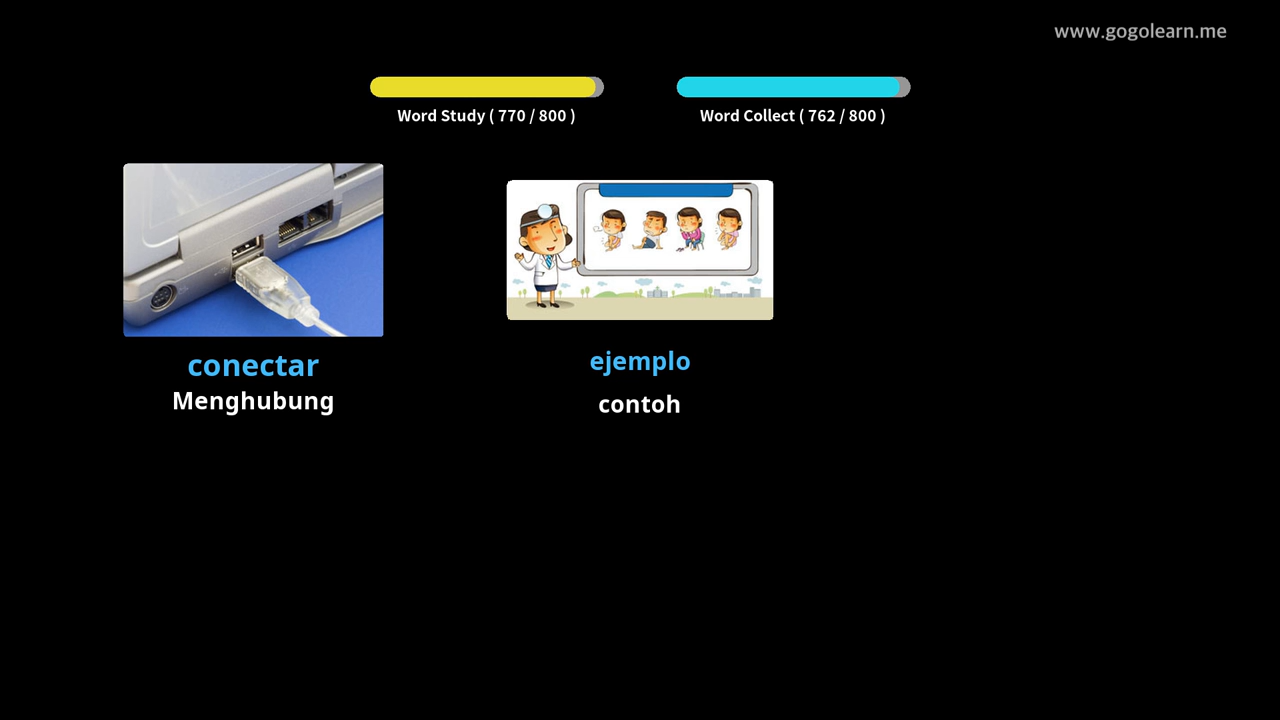 www.gogolearn.me
Word Study ( 770 / 800 )
Word Collect ( 762 / 800 )
conectar
Menghubung
ejemplo
contoh